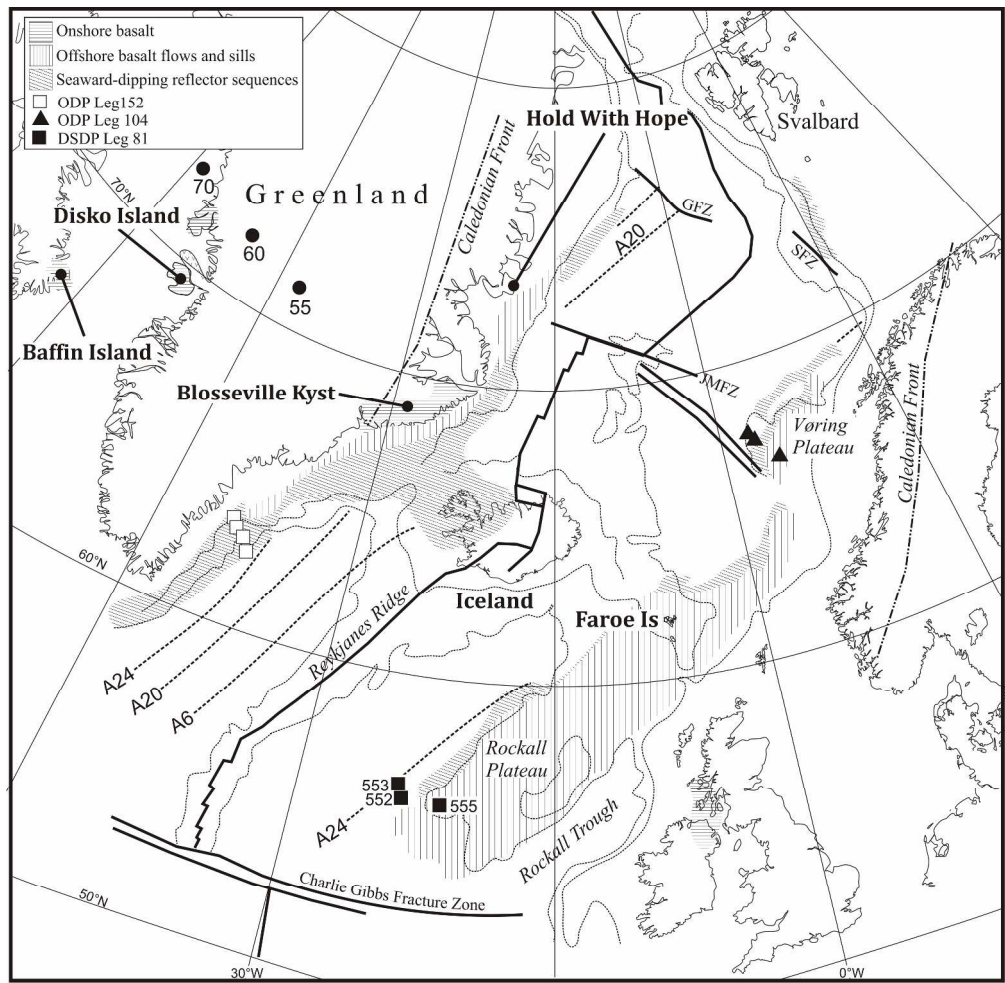 Onshore basalt
Offshore basalt flows and sills
Seaward-dipping reflector sequences
ODP Leg152
ODP Leg 104
DSDP Leg 81
Hold With Hope
Svalbard
70°N
70
Greenland
Caledonian Front
GFZ
A20
SFZ
Disko Island
60
55
Baffin Island
Blosseville Kyst
JMFZ
Vøring
Plateau
Caledonian Front
60°N
Iceland
Reykjanes Ridge
Faroe Is
A24
A20
A6
Rockall
Plateau
553
552
555
A24
Rockall Trough
Charlie Gibbs Fracture Zone
50°N
30°W
0°W